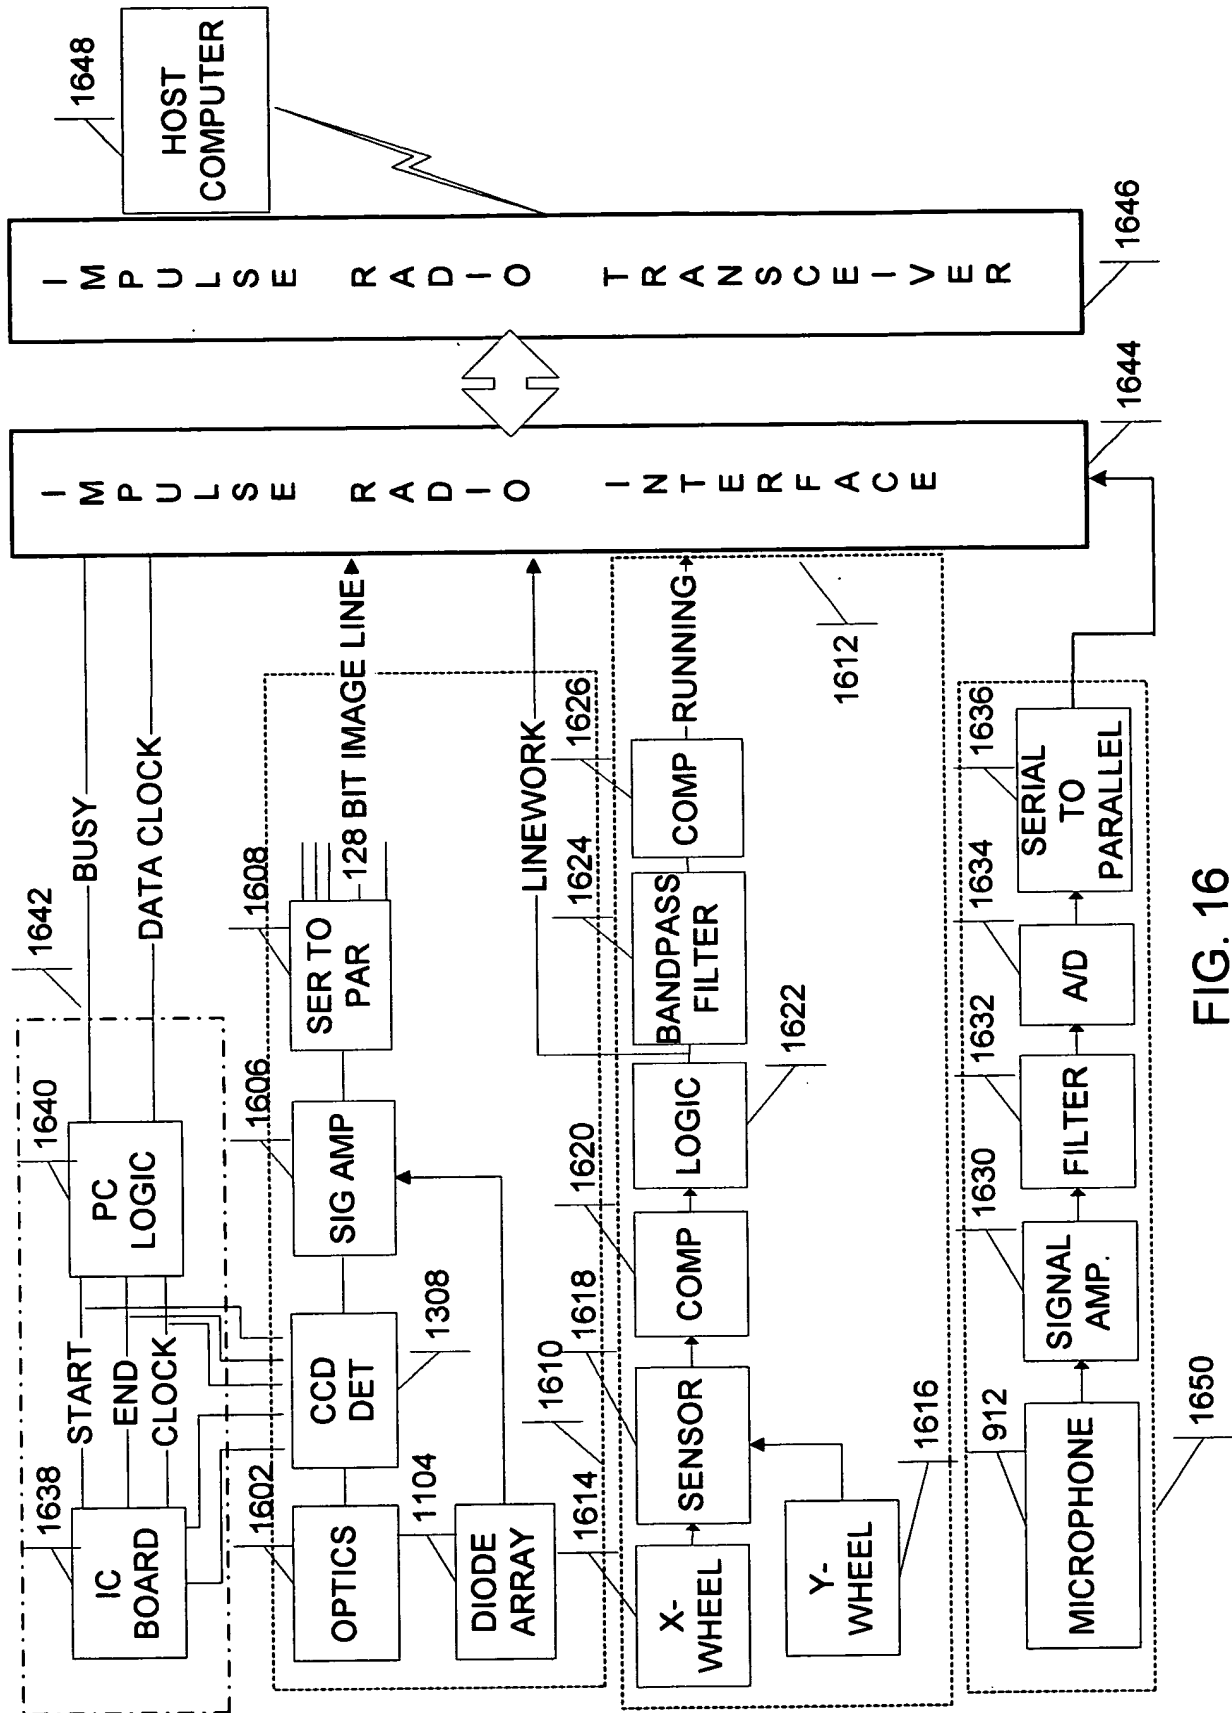 1638
IC
BOARD
START
END
CLOCK
1640
PC
LOGIC
1642
BUSY
DATA CLOCK
1602
OPTICS
1104
DIODE
ARRAY
CCD
DET
1308
1606
SIG AMP
1608
SER TO
PAR
128 BIT IMAGE LINE
1610
LINEWORK
1614
X-
WHEEL
Y-
WHEEL
1616
1618
SENSOR
1620
COMP
LOGIC
1622
1624
BANDPASS
FILTER
1626
COMP
RUNNING
1612
912
MICROPHONE
1650
1630
SIGNAL
AMP.
1632
FILTER
1634
A/D
1636
SERIAL
TO
PARALLEL
IMPULSE RADIO INTERFACE
1644
IMPULSE RADIO TRANSCEIVER
1646
1648
HOST
COMPUTER
FIG. 16